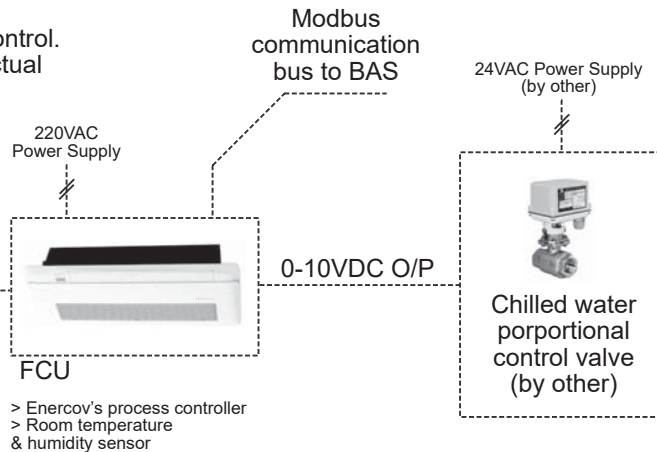 ontrol.
ctual
Modbus
communication
bus to BAS
24VAC Power Supply
(by other)
220VAC
Power Supply
0-10VDC O/P
Chilled water
porportional
control valve
(by other)
FCU
> Enercov's process controller
> Room temperature
& humidity sensor